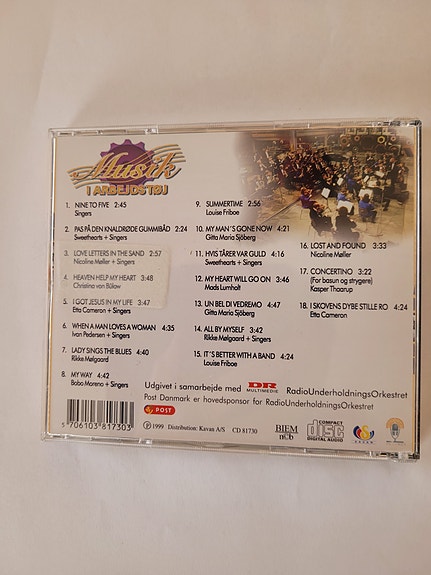 Musik
I ARBEJDSTØJ
1. NINE TO FIVE 2:45
Singers
2. PAS PÅ DEN KNALDRØDE GUMMIBÅD 2:24
Sweethearts + Singers
3. LOVE LETTERS IN THE SAND 2:57
Nicoline Møller + Singers
4. HEAVEN HELP MY HEART 3:48
Christina von Bülow
5. I GOT JESUS IN MY LIFE 3:47
Etta Cameron + Singers
6. WHEN A MAN LOVES A WOMAN 4:35
Ivan Pedersen + Singers
7. LADY SINGS THE BLUES 4:30
Rikke Mølgaard
8. MY WAY 4:42
Bobo Moreno + Singers
9. SUMMERTIME 2:56
Louise Friboe
10. MY MAN´S GONE NOW 4:21
Gitta Maria Sjöberg
11. HVIS TÅRER VAR GULD 4:16
Sweethearts + Singers
12. MY HEART WILL GO ON 3:46
Mads Lumholt
13. UN BEL DI VEDREMO 4:47
Gitta Maria Sjöberg
14. ALL BY MYSELF 3:42
Rikke Mølgaard + Singers
15. IT´S BETTER WITH A BAND 4:24
Louise Friboe
16. LOST AND FOUND 3:33
Nicoline Møller
17. CONCERTINO 3:22
(For basun og strygere)
Kasper Thaarup
18. I SKOVENS DYBE STILLE RO 4:24
Etta Cameron
Udgivet i samarbejde med DR MULTIMEDIE RadioUnderholdningsOrkestret
Post Danmark er hovedsponsor for RadioUnderholdningsOrkestret
POST
5 706103 817303
Ⓟ 1999 Distribution: Kavan A/S CD 81730
BIEM
ncb
COMPACT
disc
DIGITAL AUDIO
KAVAN